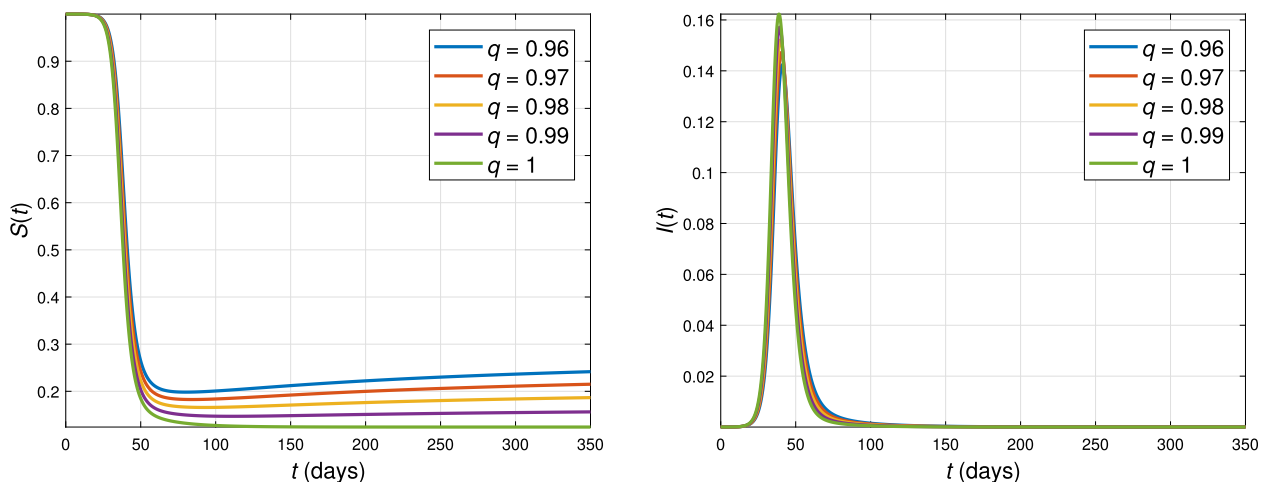 0.9
0.8
0.7
0.6
0.5
0.4
0.3
0.2
S(t)
0 50 100 150 200 250 300 350
t (days)
q = 0.96
q = 0.97
q = 0.98
q = 0.99
q = 1
0.16
0.14
0.12
0.1
0.08
0.06
0.04
0.02
I(t)
0 50 100 150 200 250 300 350
t (days)
q = 0.96
q = 0.97
q = 0.98
q = 0.99
q = 1